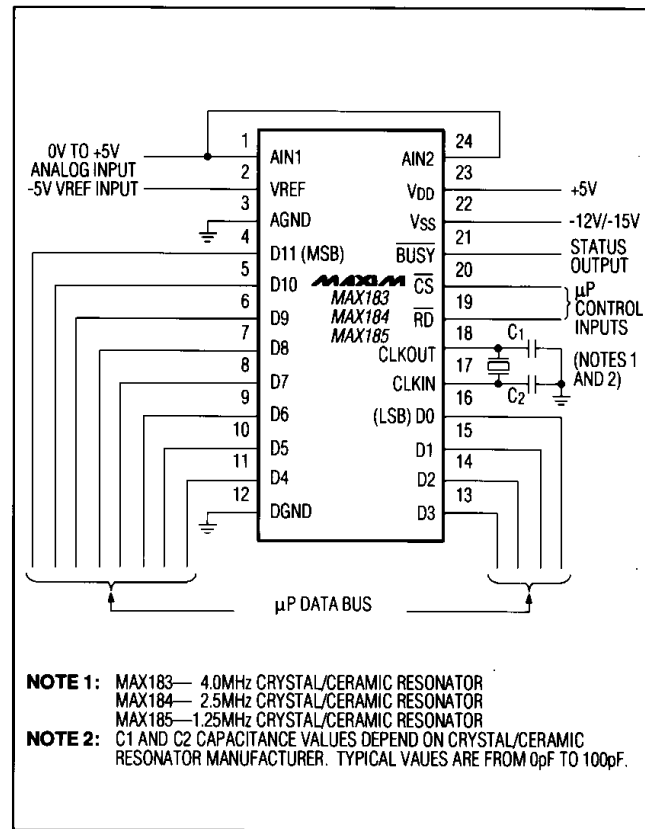 0V TO +5V
ANALOG INPUT
-5V VREF INPUT
1 AIN1
2 VREF
3 AGND
4 D11 (MSB)
5 D10
6 D9
7 D8
8 D7
9 D6
10 D5
11 D4
12 DGND
MAXIM
MAX183
MAX184
MAX185
24 AIN2
23 VDD
+5V
22 VSS
-12V/-15V
21 BUSY
STATUS
OUTPUT
20 CS
19 RD
µP
CONTROL
INPUTS
18 CLKOUT
C1
17 CLKIN
C2
(NOTES 1
AND 2)
16 (LSB) D0
15 D1
14 D2
13 D3
µP DATA BUS
NOTE 1: MAX183— 4.0MHz CRYSTAL/CERAMIC RESONATOR
MAX184— 2.5MHz CRYSTAL/CERAMIC RESONATOR
MAX185—1.25MHz CRYSTAL/CERAMIC RESONATOR
NOTE 2: C1 AND C2 CAPACITANCE VALUES DEPEND ON CRYSTAL/CERAMIC
RESONATOR MANUFACTURER. TYPICAL VAUES ARE FROM 0pF TO 100pF.